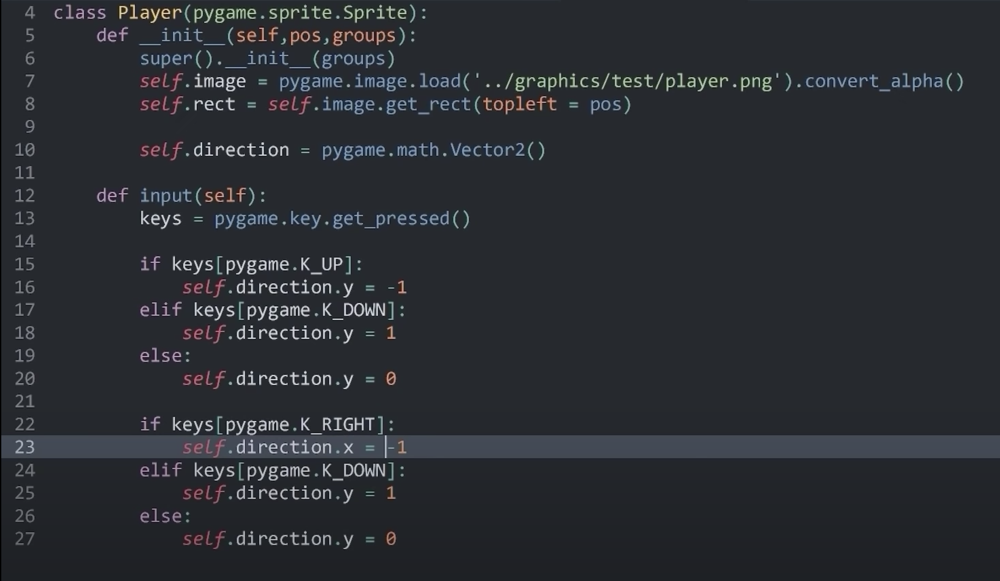 4 class Player(pygame.sprite.Sprite):
5     def __init__(self,pos,groups):
6         super().__init__(groups)
7         self.image = pygame.image.load('../graphics/test/player.png').convert_alpha()
8         self.rect = self.image.get_rect(topleft = pos)
9
10         self.direction = pygame.math.Vector2()
11
12     def input(self):
13         keys = pygame.key.get_pressed()
14
15         if keys[pygame.K_UP]:
16             self.direction.y = -1
17         elif keys[pygame.K_DOWN]:
18             self.direction.y = 1
19         else:
20             self.direction.y = 0
21
22         if keys[pygame.K_RIGHT]:
23             self.direction.x = -1
24         elif keys[pygame.K_DOWN]:
25             self.direction.y = 1
26         else:
27             self.direction.y = 0